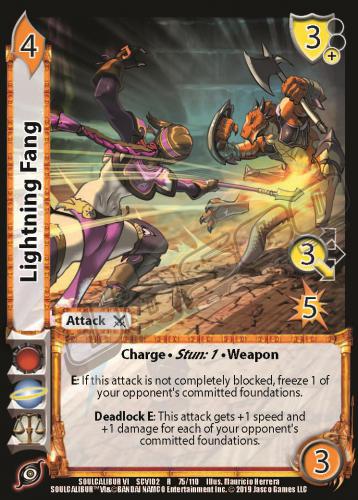 4
3
+
Lightning Fang
3
5
Attack
Charge • Stun: 1 • Weapon
E: If this attack is not completely blocked, freeze 1 of
your opponent's committed foundations.
Deadlock E: This attack gets +1 speed and
+1 damage for each of your opponent's
committed foundations.
3
SOULCALIBUR VI SCVI02 R 75/110 Illus. Mauricio Herrera
SOULCALIBUR™VI&©BANDAI NAMCO Entertainment Inc. © 2019 Jasco Games LLC